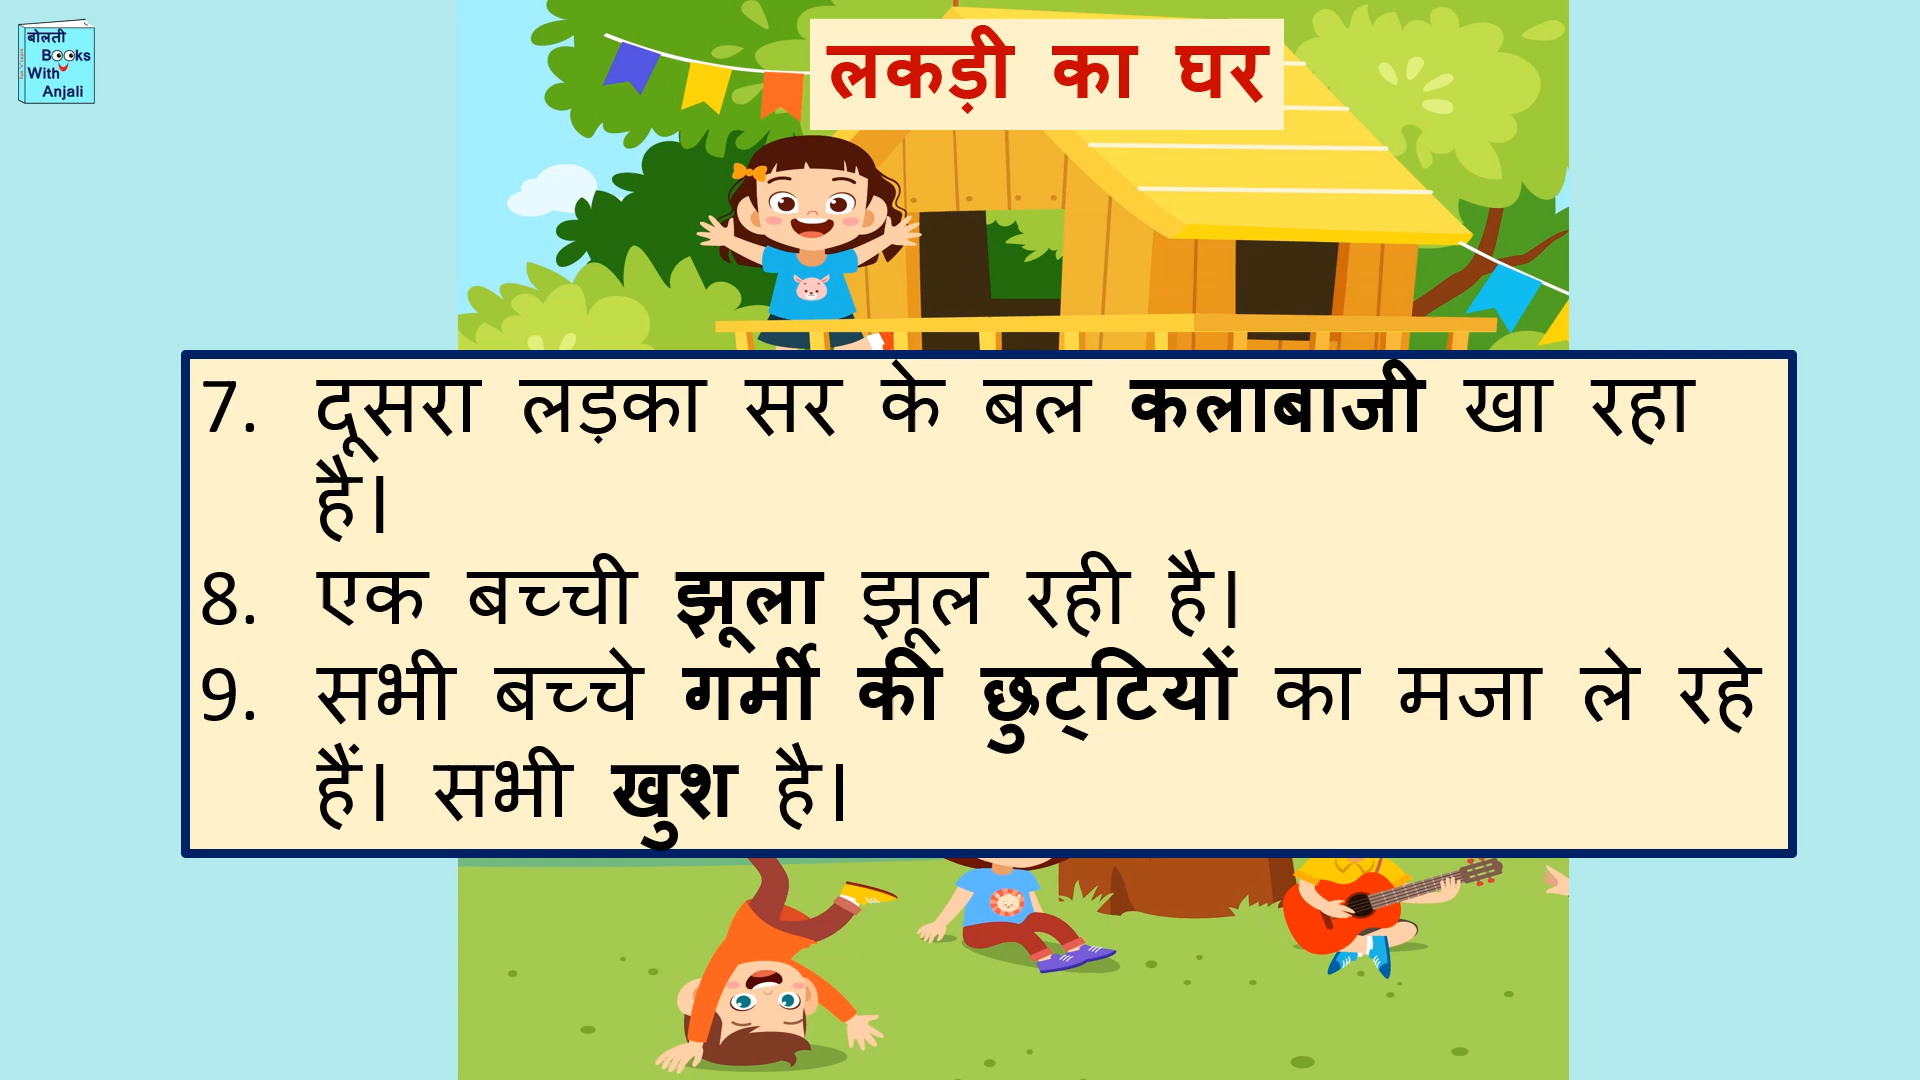 बोलती
Books
With
Anjali
लकड़ी का घर
7. दूसरा लड़का सर के बल कलाबाजी खा रहा
है।
8. एक बच्ची झूला झूल रही है।
9. सभी बच्चे गर्मी की छुट्टियों का मजा ले रहे
हैं। सभी खुश है।